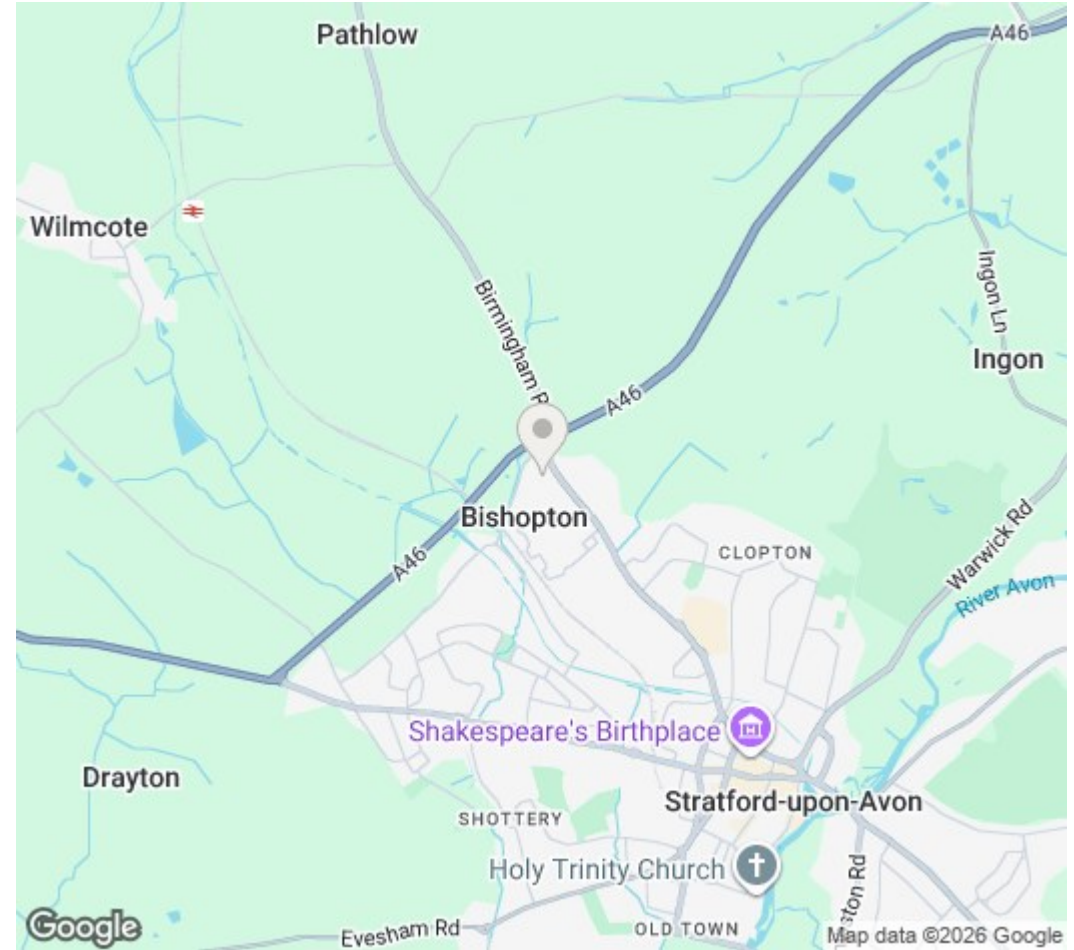 Pathlow
A46
Wilmcote
Ingon Ln
Birmingham R
Ingon
A46
Bishopton
CLOPTON
Warwick Rd
A46
River Avon
Shakespeare's Birthplace
Drayton
Stratford-upon-Avon
SHOTTERY
Holy Trinity Church
ston Rd
Google
Evesham Rd
OLD TOWN
Map data ©2026 Google